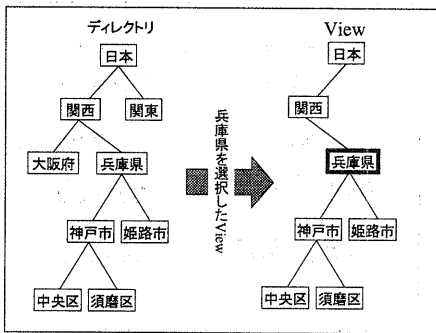 ディレクトリ
View
日本
日本
関西
関東
関西
大阪府
兵庫県
兵庫県
兵庫県を選択したView
神戸市
姫路市
神戸市
姫路市
中央区
須磨区
中央区
須磨区